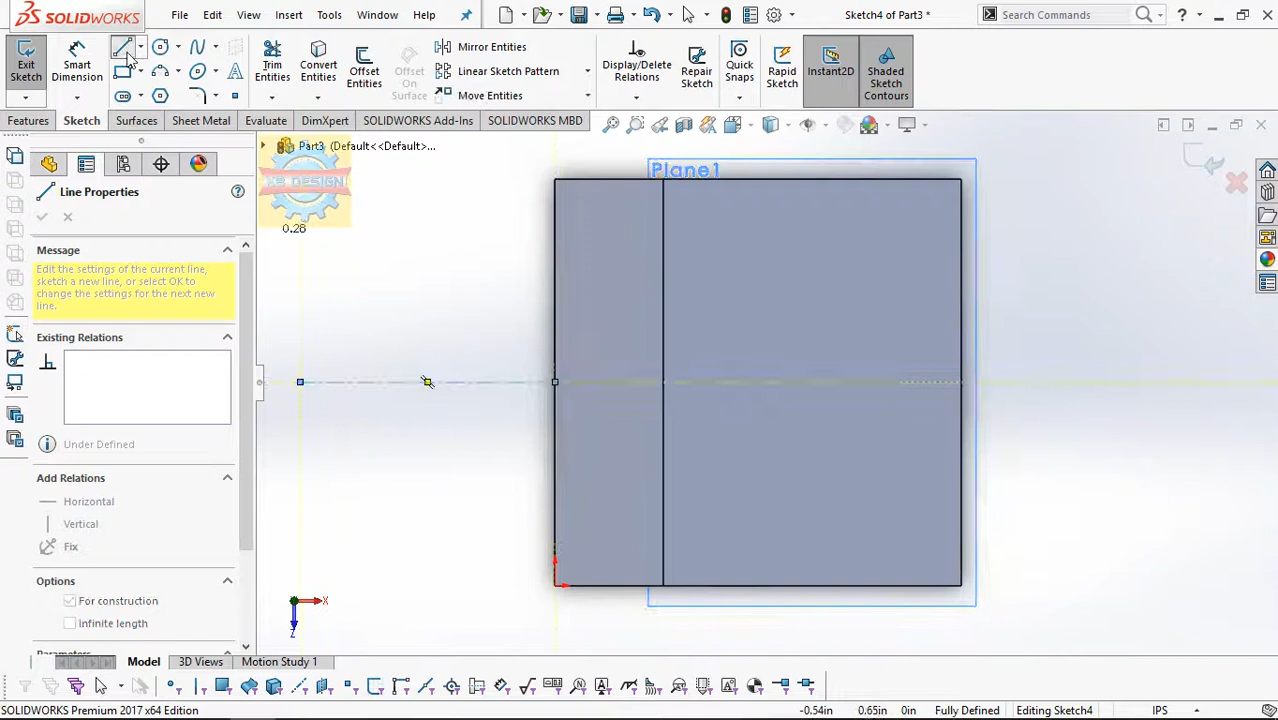 SOLIDWORKS
File Edit View Insert Tools Window Help
Sketch4 of Part3 *
Search Commands
Exit Sketch
Smart Dimension
Trim Entities
Convert Entities
Offset Entities
Offset On Surface
Mirror Entities
Linear Sketch Pattern
Move Entities
Display/Delete Relations
Repair Sketch
Quick Snaps
Rapid Sketch
Instant2D
Shaded Sketch Contours
Features Sketch Surfaces Sheet Metal Evaluate DimXpert SOLIDWORKS Add-Ins SOLIDWORKS MBD
Part3 (Default<<Default>...
Plane1
0.28
Line Properties
Message
Edit the settings of the current line,
sketch a new line, or select OK to
change the settings for the next new
line.
Existing Relations
Under Defined
Add Relations
Horizontal
Vertical
Fix
Options
For construction
Infinite length
X
Z
Model 3D Views Motion Study 1
SOLIDWORKS Premium 2017 x64 Edition
-0.54in 0.65in 0in Fully Defined Editing Sketch4 IPS